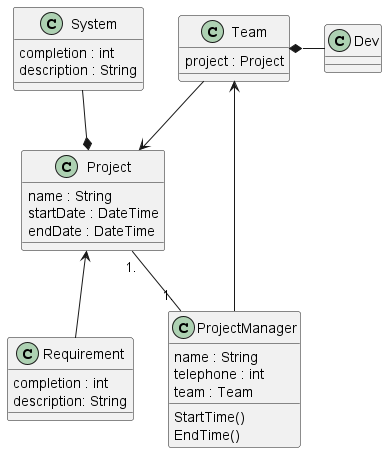 C System
completion : int
description : String
C Team
project : Project
C Dev
C Project
name : String
startDate : DateTime
endDate : DateTime
1.
1
C Requirement
completion : int
description: String
C ProjectManager
name : String
telephone : int
team : Team
StartTime()
EndTime()